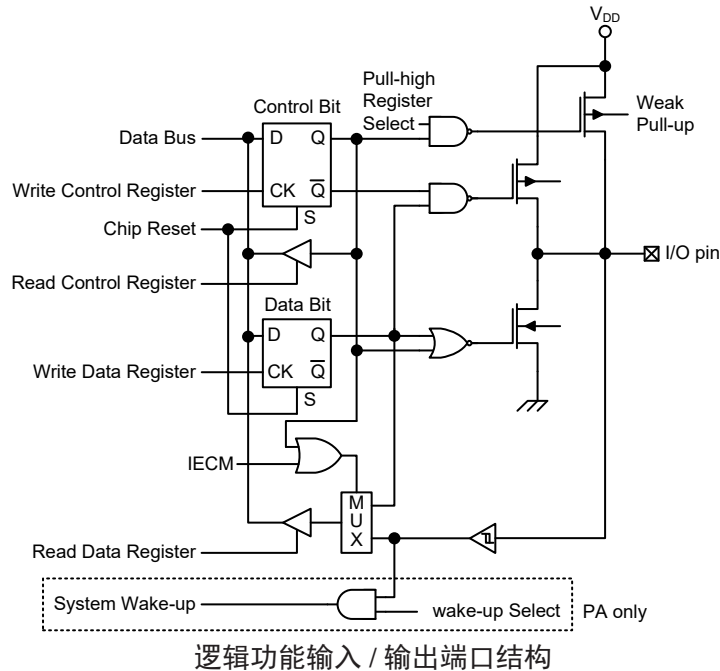 V_DD
Pull-high
Register
Select
Control Bit
Weak
Pull-up
Data Bus
D
Q
Write Control Register
CK
Q̅
Chip Reset
S
I/O pin
Read Control Register
Data Bit
D
Q
Write Data Register
CK
Q̅
S
IECM
M
U
X
Read Data Register
System Wake-up
wake-up Select
PA only
逻辑功能输入 / 输出端口结构